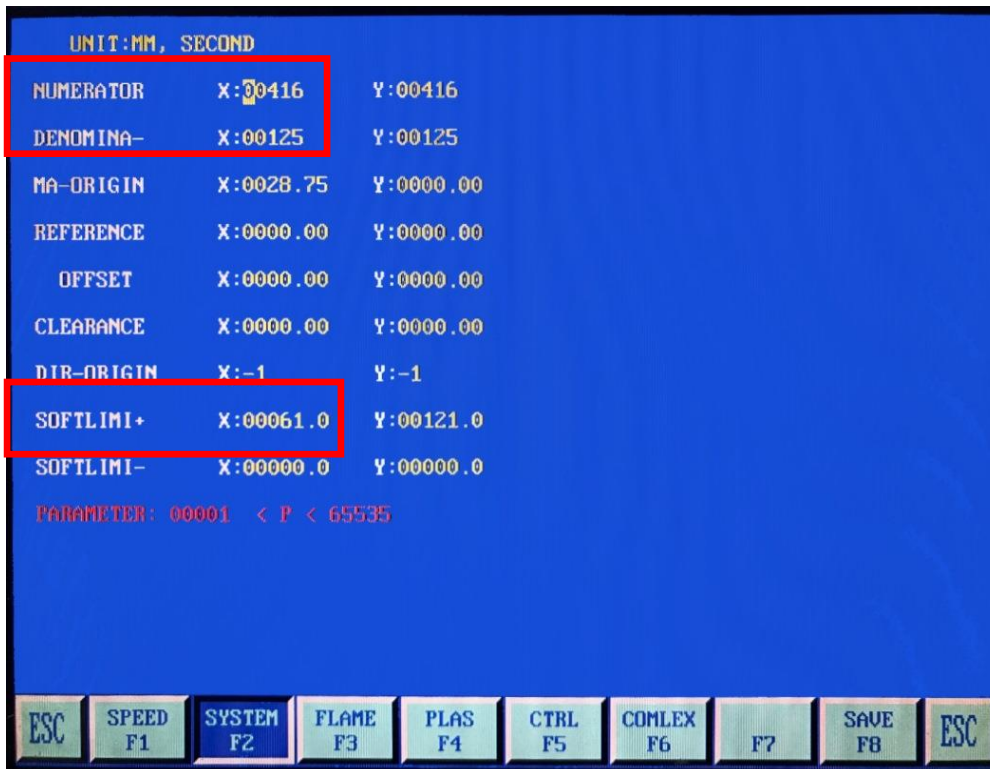 UNIT:MM, SECOND
NUMERATOR X:00416 Y:00416
DENOMINA- X:00125 Y:00125
MA-ORIGIN X:0028.75 Y:0000.00
REFERENCE X:0000.00 Y:0000.00
OFFSET X:0000.00 Y:0000.00
CLEARANCE X:0000.00 Y:0000.00
DIR-ORIGIN X:-1 Y:-1
SOFTLIMI+ X:00061.0 Y:00121.0
SOFTLIMI- X:00000.0 Y:00000.0
PARAMETER: 00001 < P < 65535
ESC SPEED SYSTEM FLAME PLAS CTRL COMLEX SAVE ESC
F1 F2 F3 F4 F5 F6 F7 F8